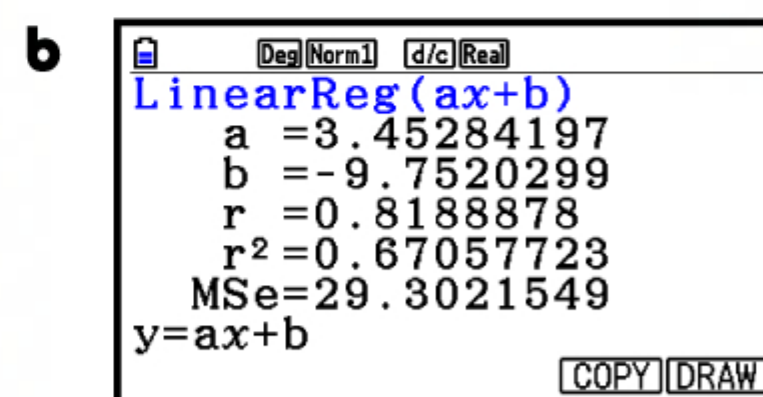 b
Deg Norm1 d/c Real
LinearReg(ax+b)
a =3.45284197
b =-9.7520299
r =0.8188878
r²=0.67057723
MSe=29.3021549
y=ax+b
COPY DRAW